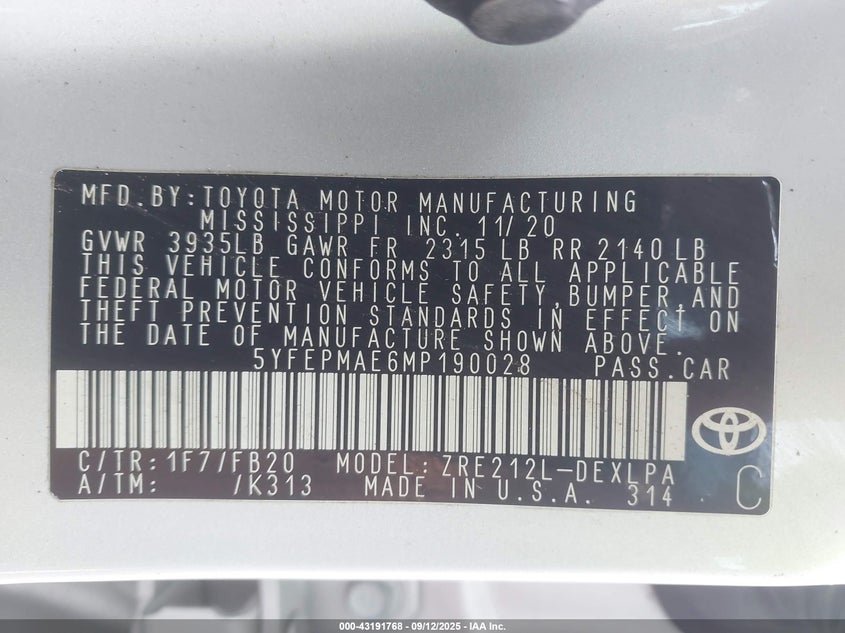 MFD.BY:TOYOTA MOTOR MANUFACTURING
MISSISSIPPI INC. 11/20
GVWR 3935LB GAWR FR 2315 LB RR 2140 LB
THIS VEHICLE CONFORMS TO ALL APPLICABLE
FEDERAL MOTOR VEHICLE SAFETY,BUMPER,AND
THEFT PREVENTION STANDARDS IN EFFECT ON
THE DATE OF MANUFACTURE SHOWN ABOVE.
5YFEPMAE6MP190028 PASS.CAR
C/TR:1F7/FB20 MODEL:ZRE212L-DEXLPA
A/TM: /K313 MADE IN U.S.A. 314
C
000-43191768 - 09/12/2025 - IAA Inc.